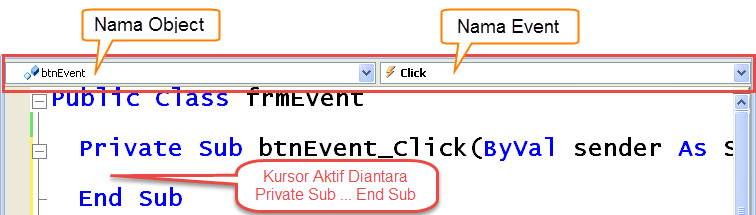 Nama Object
Nama Event
btnEvent
Click
Public Class frmEvent
Private Sub btnEvent_Click(ByVal sender As S
Kursor Aktif Diantara
Private Sub ... End Sub
End Sub